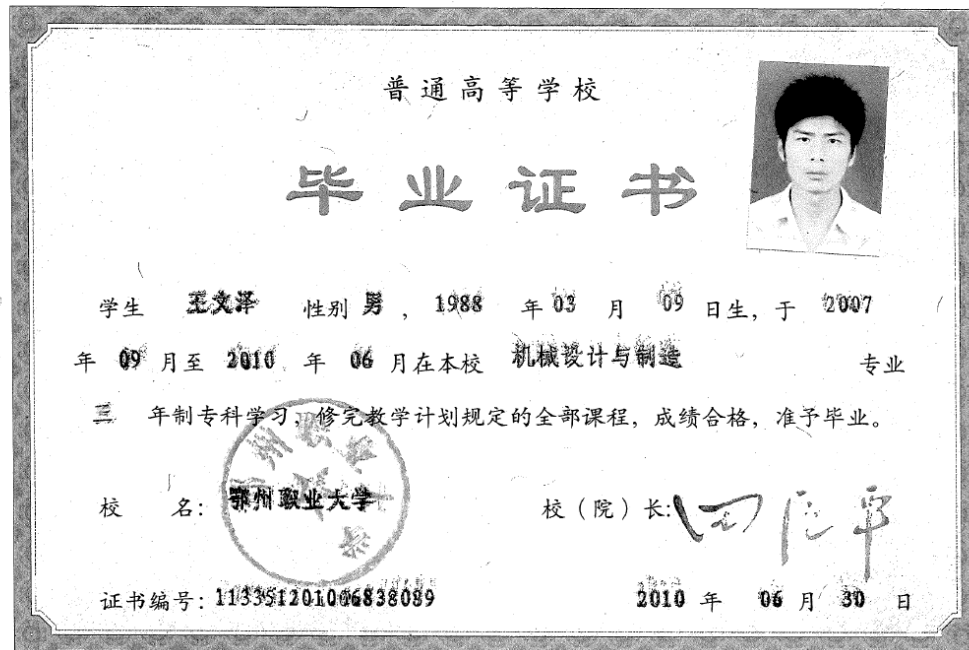 普通高等学校
毕业证书
学生 王文泽 性别 男 ，1988 年 03 月 09 日生，于 2007
年 09 月至 2010 年 06 月在本校 机械设计与制造 专业
三 年制专科学习，修完教学计划规定的全部课程，成绩合格，准予毕业。
校 名：鄂州职业大学 校（院）长：
证书编号：113351201006838089 2010 年 06 月 30 日